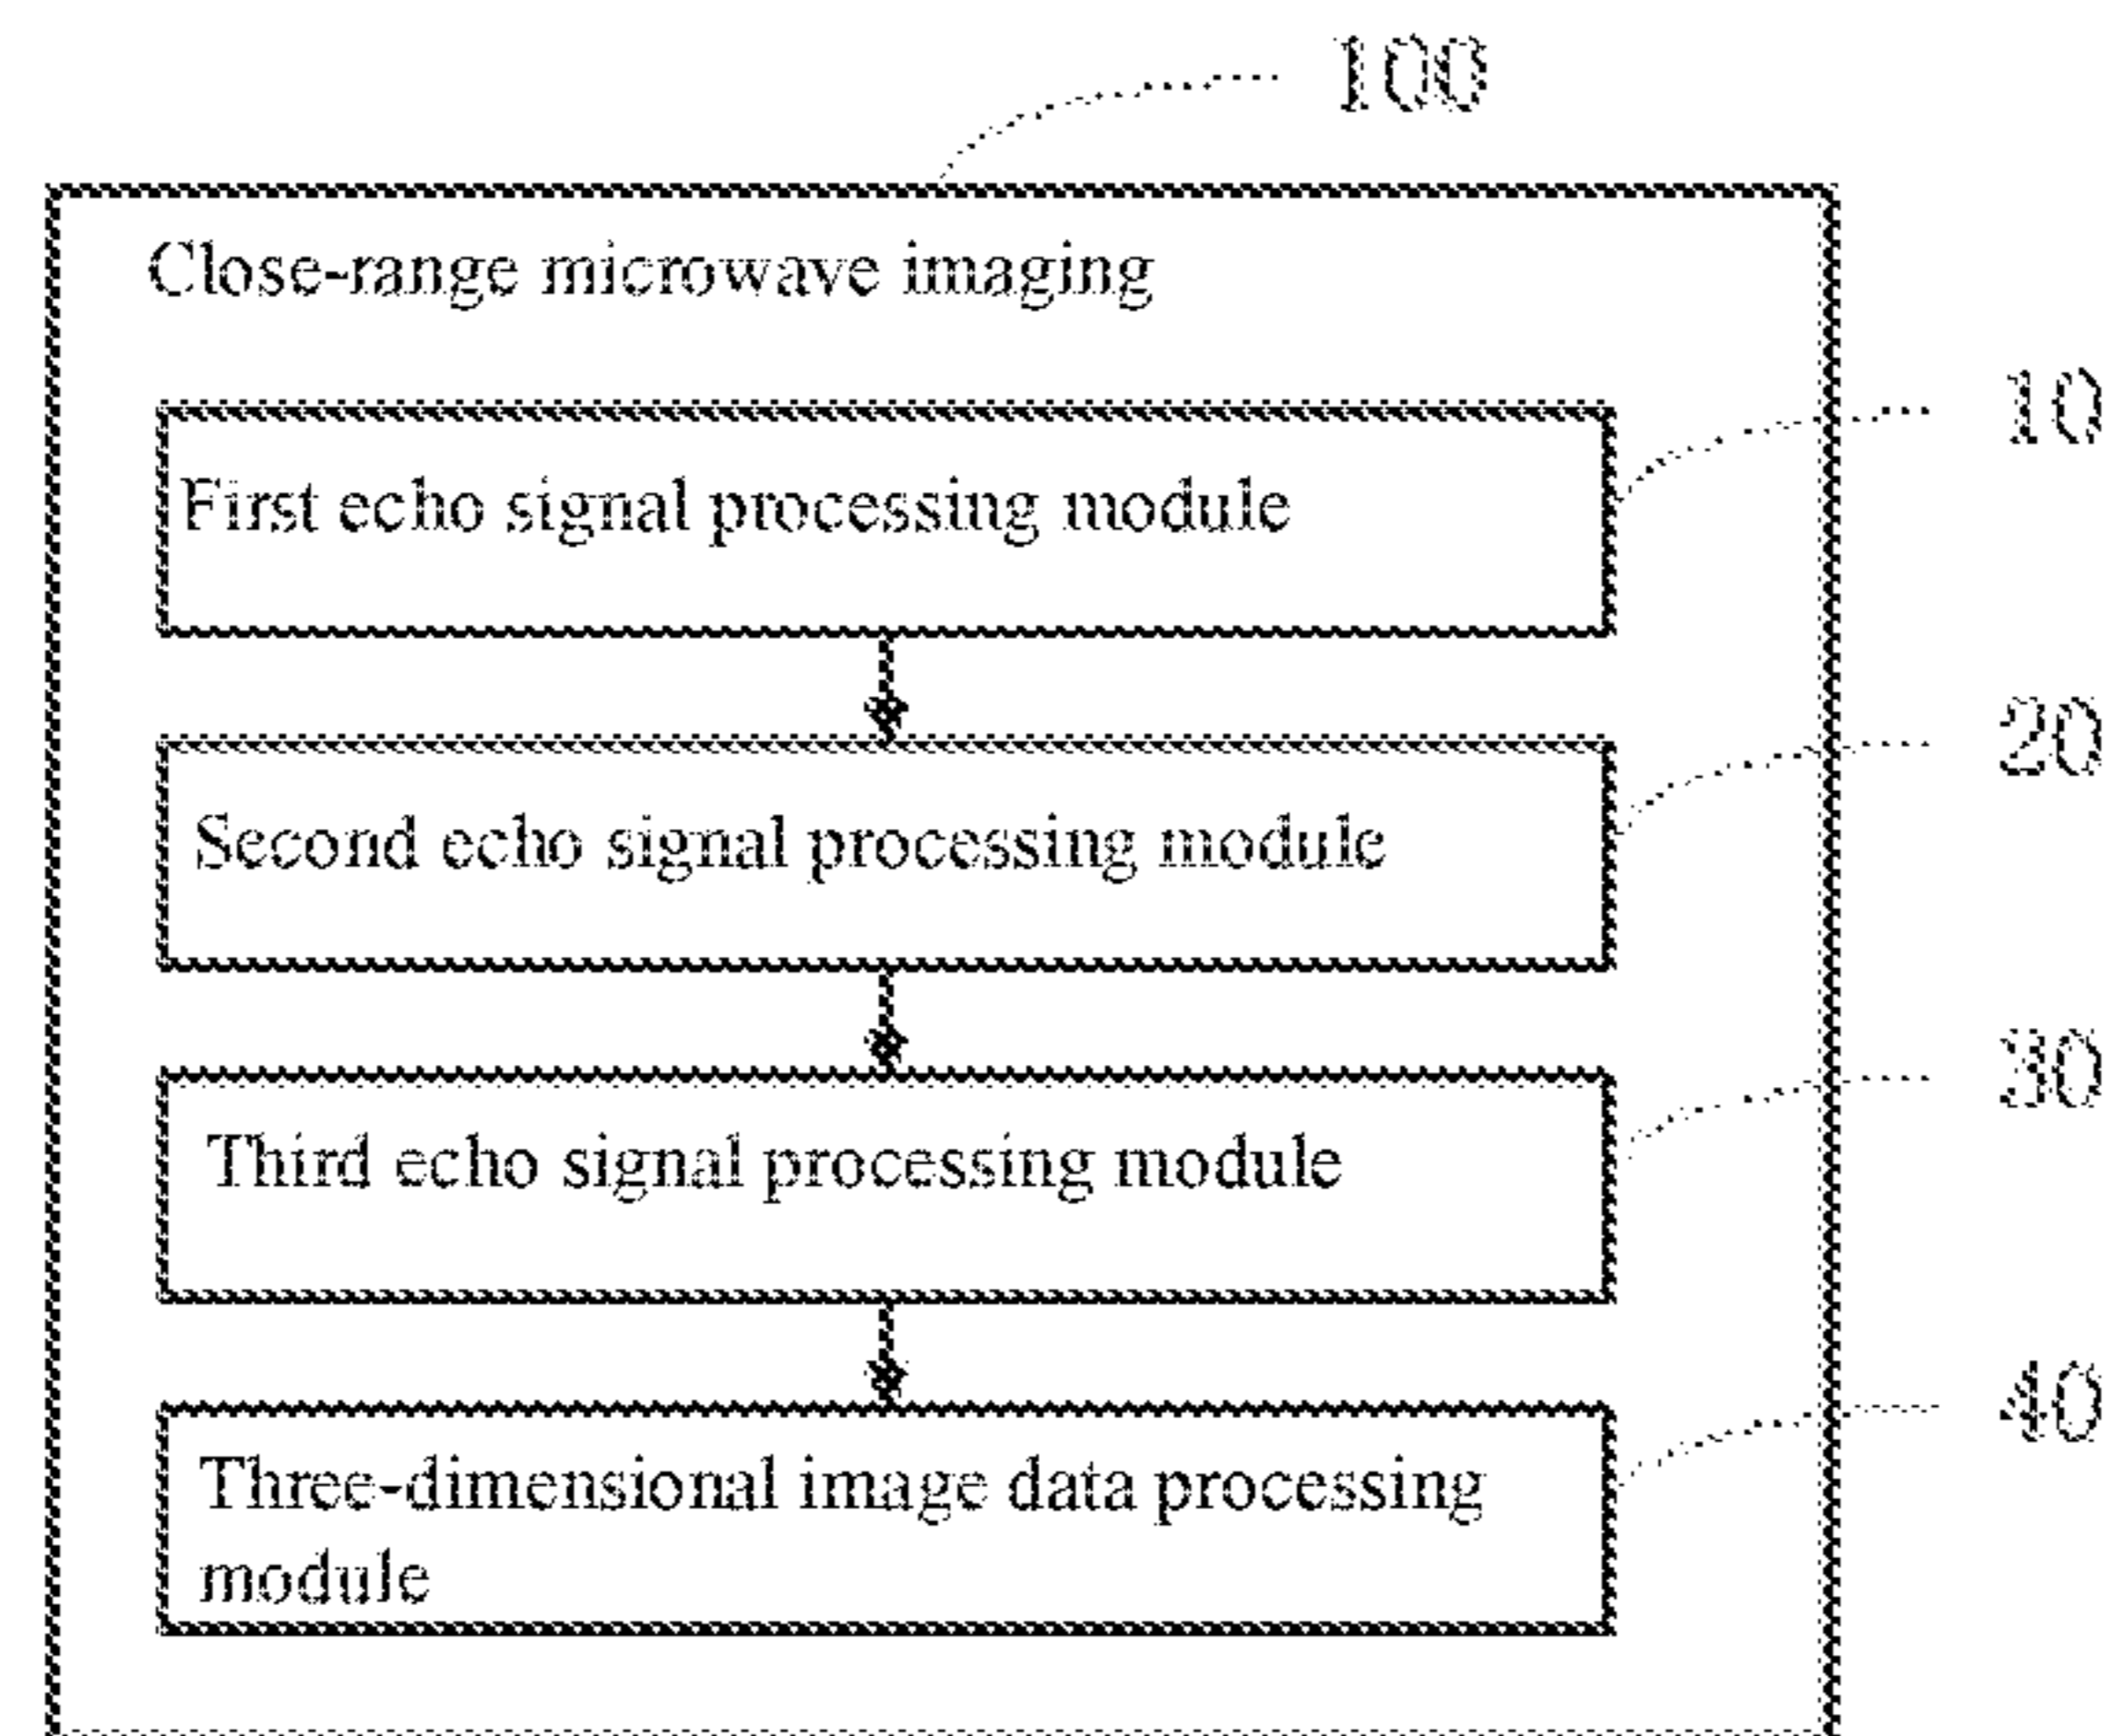 100
Close-range microwave imaging
10
First echo signal processing module
20
Second echo signal processing module
30
Third echo signal processing module
40
Three-dimensional image data processing
module